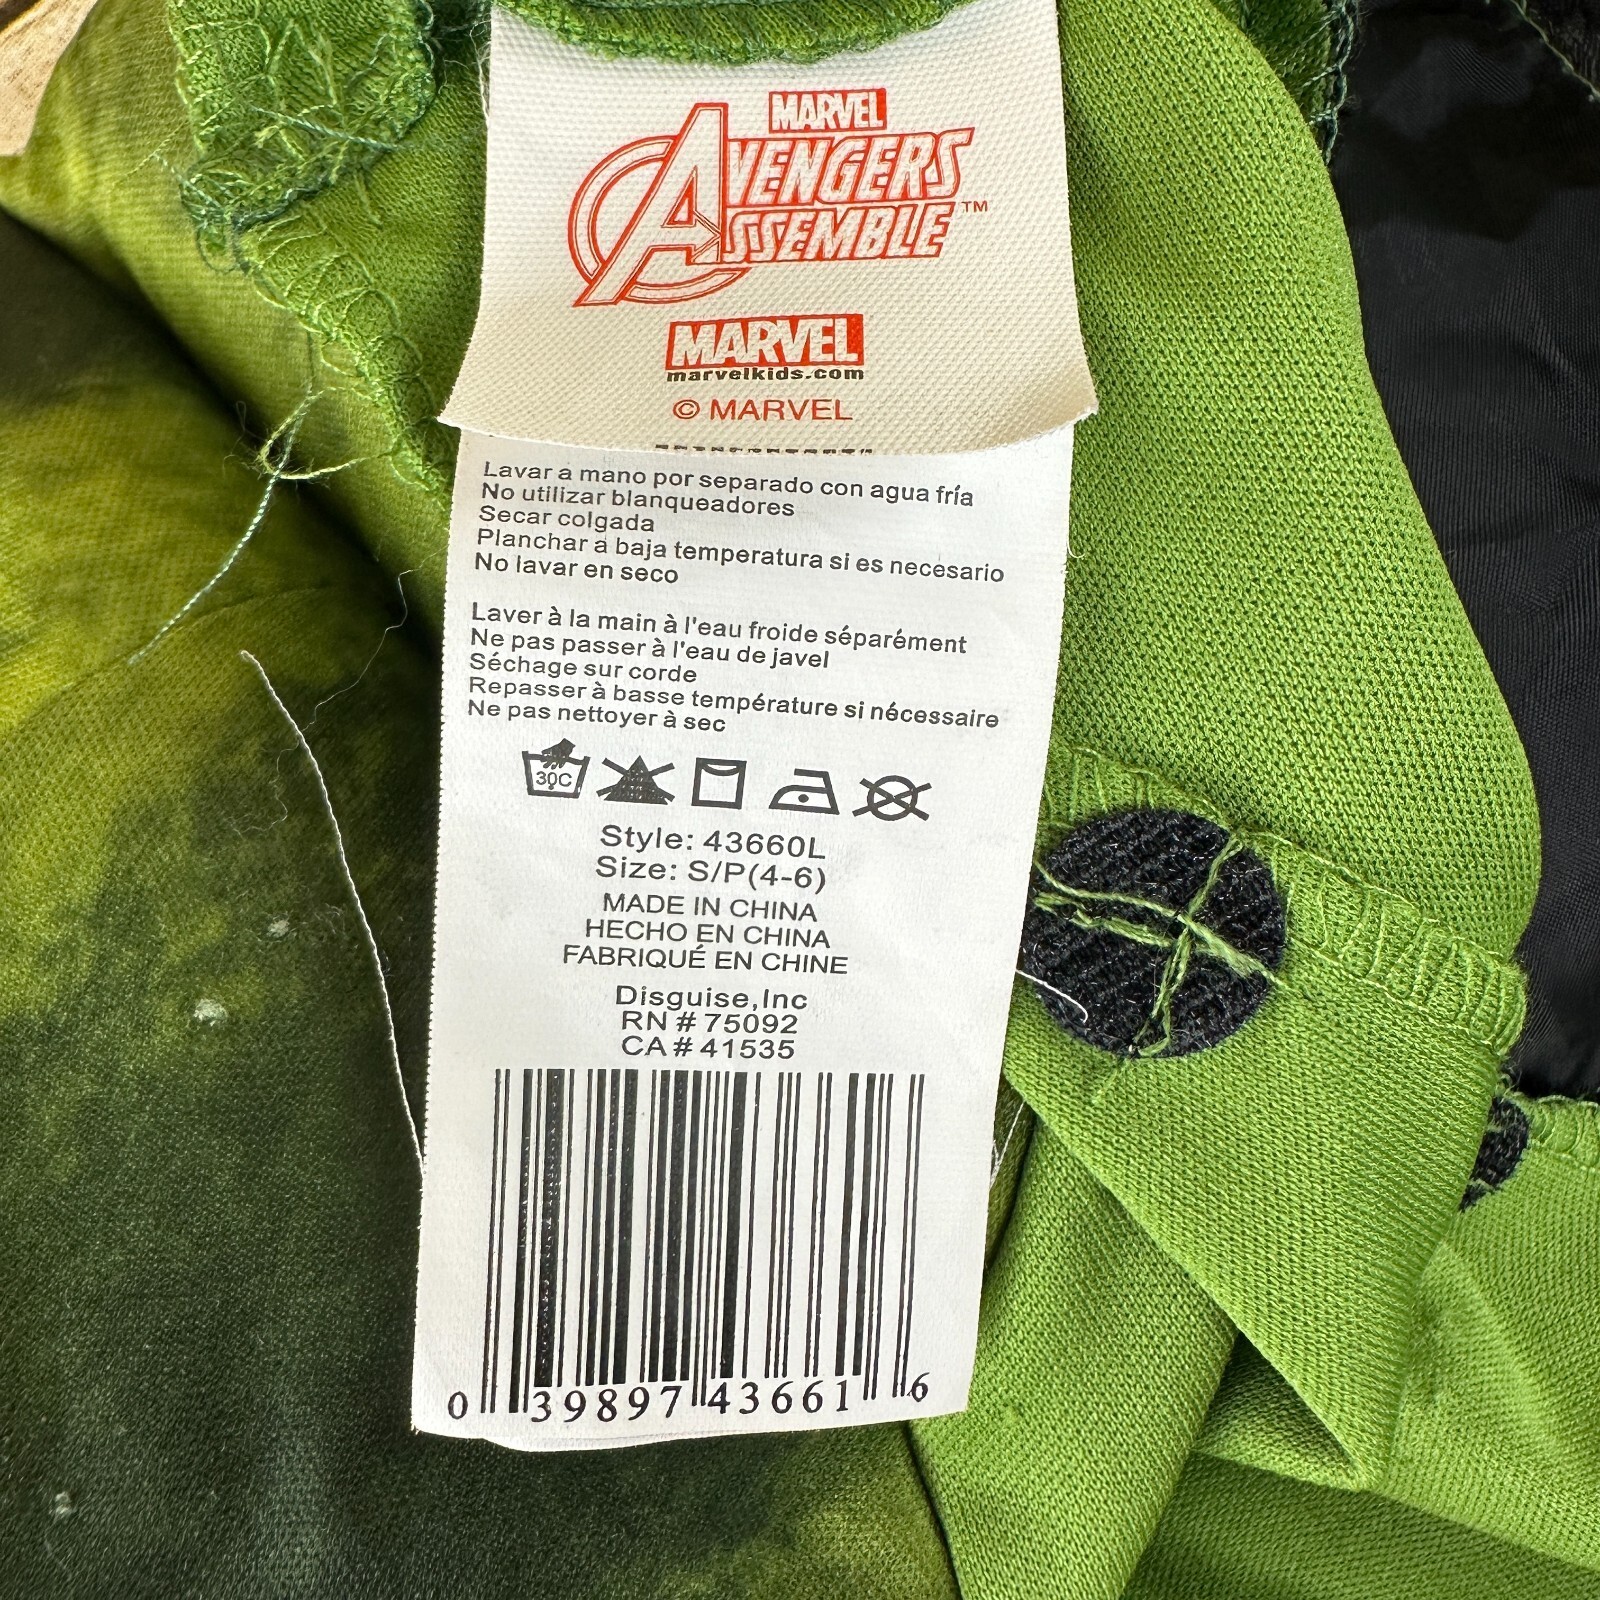 MARVEL
AVENGERS
ASSEMBLE™
MARVEL
marvelkids.com
© MARVEL
Lavar a mano por separado con agua fría
No utilizar blanqueadores
Secar colgada
Planchar a baja temperatura si es necesario
No lavar en seco
Laver à la main à l'eau froide séparément
Ne pas passer à l'eau de javel
Séchage sur corde
Repasser à basse température si nécessaire
Ne pas nettoyer à sec
30C
Style: 43660L
Size: S/P(4-6)
MADE IN CHINA
HECHO EN CHINA
FABRIQUÉ EN CHINE
Disguise,Inc
RN # 75092
CA # 41535
0 39897 43661 6